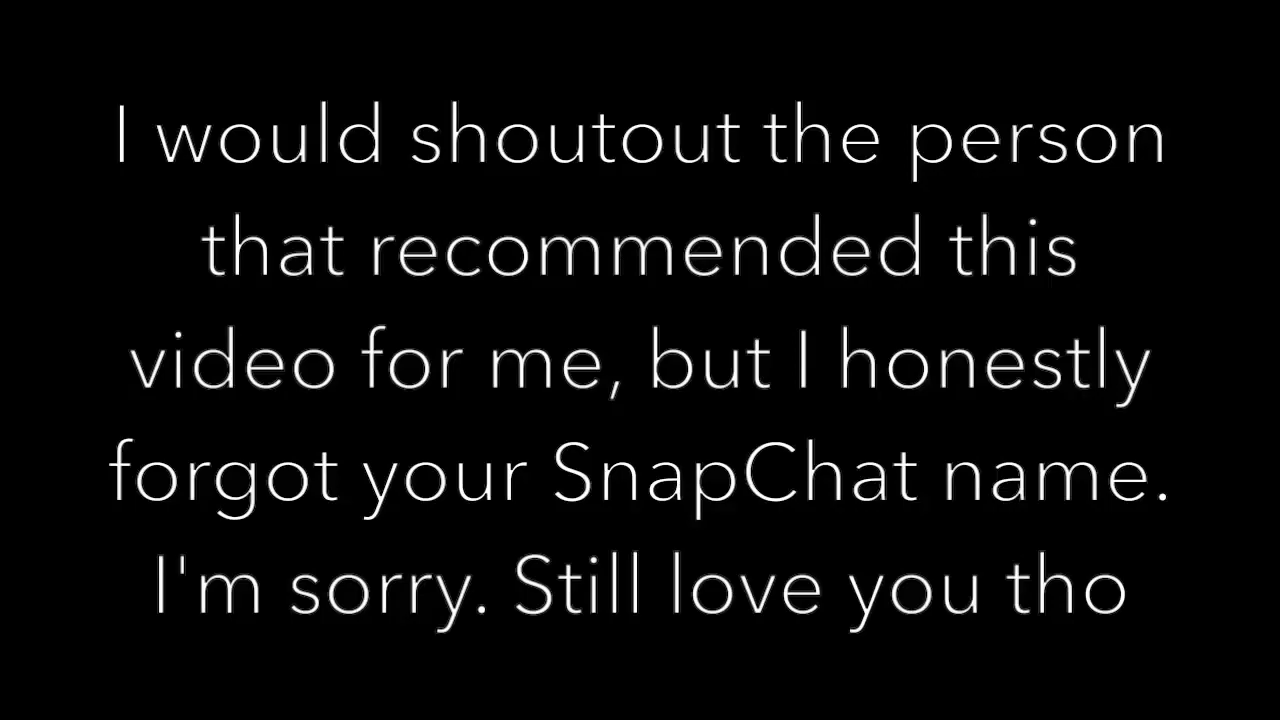 I would shoutout the person
that recommended this
video for me, but I honestly
forgot your SnapChat name.
I'm sorry. Still love you tho